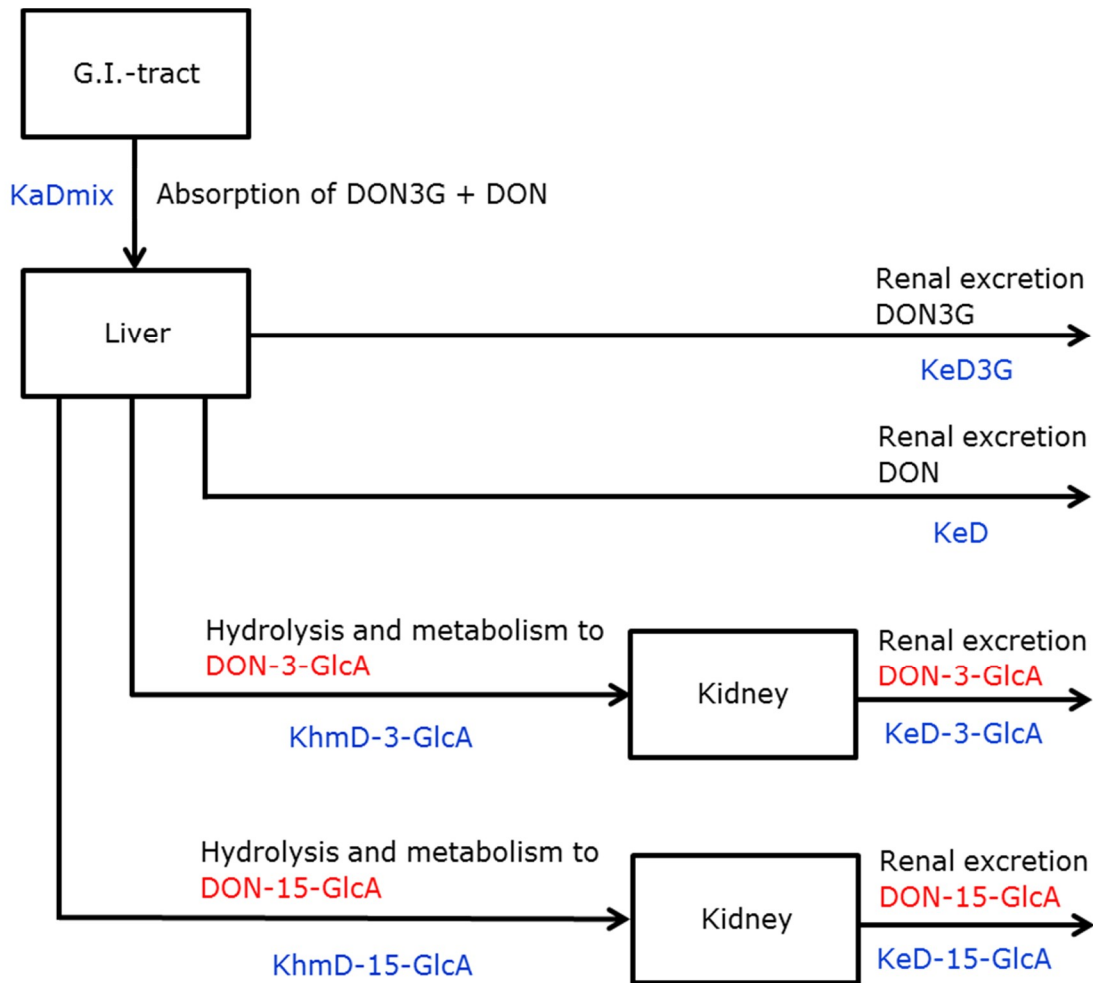 G.I.-tract
KaDmix
Absorption of DON3G + DON
Liver
Renal excretion
DON3G
KeD3G
Renal excretion
DON
KeD
Hydrolysis and metabolism to
DON-3-GlcA
KhmD-3-GlcA
Kidney
Renal excretion
DON-3-GlcA
KeD-3-GlcA
Hydrolysis and metabolism to
DON-15-GlcA
KhmD-15-GlcA
Kidney
Renal excretion
DON-15-GlcA
KeD-15-GlcA